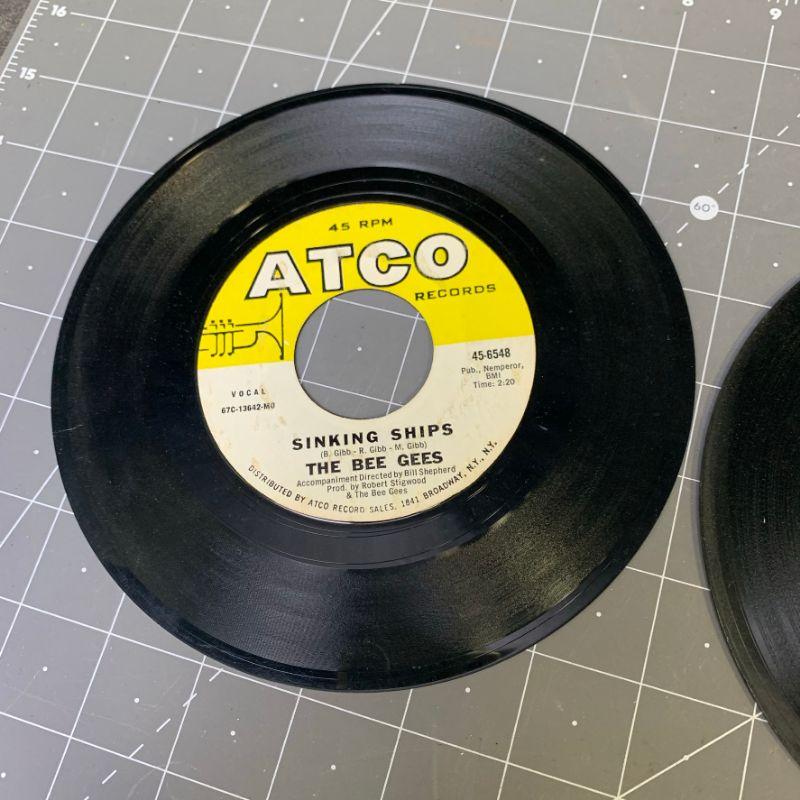 16
15
8
9
60°
45 RPM
ATCO
RECORDS
45-6548
Pub., Nemperor,
BMI
Time: 2:20
VOCAL
67C-13642-MO
SINKING SHIPS
(B. Gibb - R. Gibb - M. Gibb)
THE BEE GEES
Accompaniment Directed by Bill Shepherd
Prod. by Robert Stigwood
& The Bee Gees
DISTRIBUTED BY ATCO RECORD SALES, 1841 BROADWAY, N.Y., N.Y.